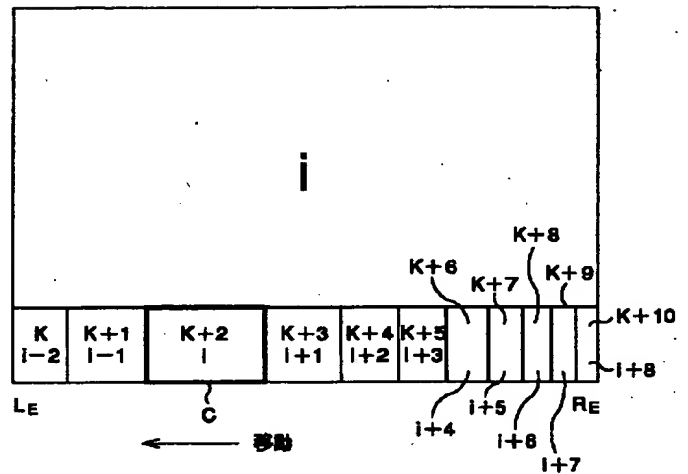 i
K+8
K+6
K+7
K+9
K
i-2
K+1
i-1
K+2
i
K+3
i+1
K+4
i+2
K+5
i+3
K+10
i+8
LE
C
i+4
i+5
i+6
RE
i+7
移動